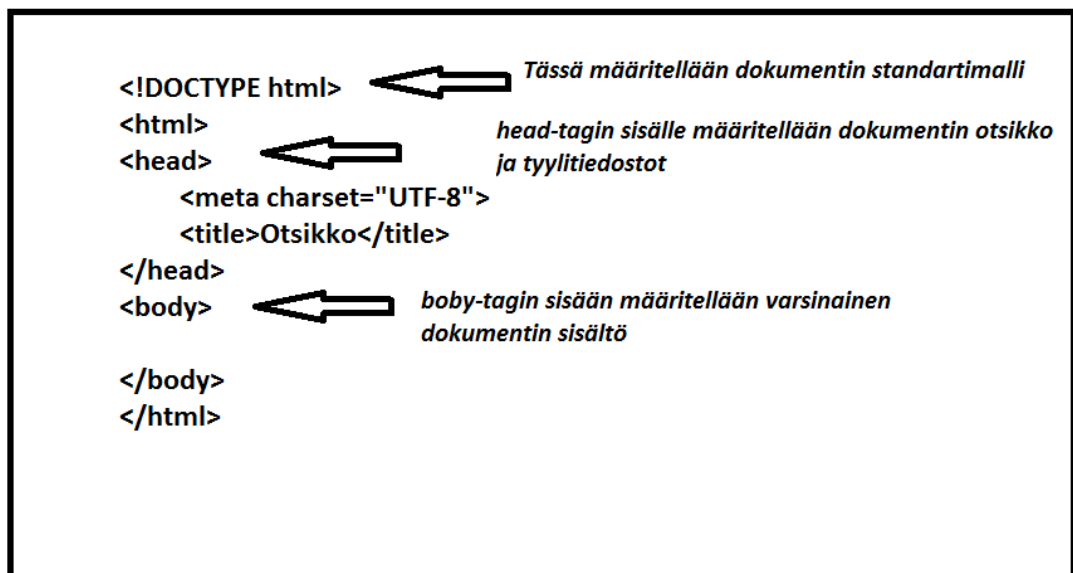 <!DOCTYPE html>
Tässä määritellään dokumentin standartimalli
<html>
<head>
head-tagin sisälle määritellään dokumentin otsikko
ja tyylitiedostot
<meta charset="UTF-8">
<title>Otsikko</title>
</head>
<body>
boby-tagin sisään määritellään varsinainen
dokumentin sisältö
</body>
</html>